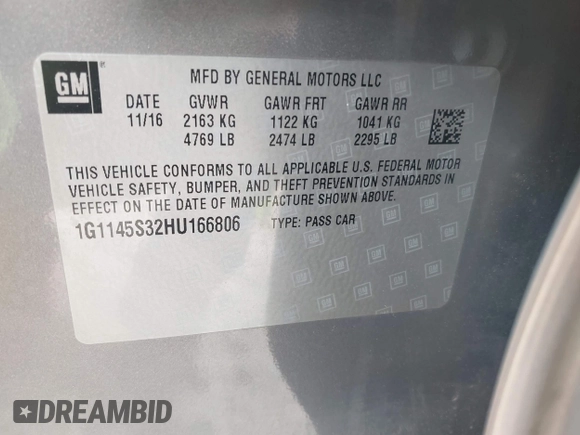 GM
MFD BY GENERAL MOTORS LLC
DATE GVWR GAWR FRT GAWR RR
11/16 2163 KG 1122 KG 1041 KG
4769 LB 2474 LB 2295 LB
THIS VEHICLE CONFORMS TO ALL APPLICABLE U.S. FEDERAL MOTOR
VEHICLE SAFETY, BUMPER, AND THEFT PREVENTION STANDARDS IN
EFFECT ON THE DATE OF MANUFACTURE SHOWN ABOVE.
1G1145S32HU166806 TYPE: PASS CAR
DREAMBID